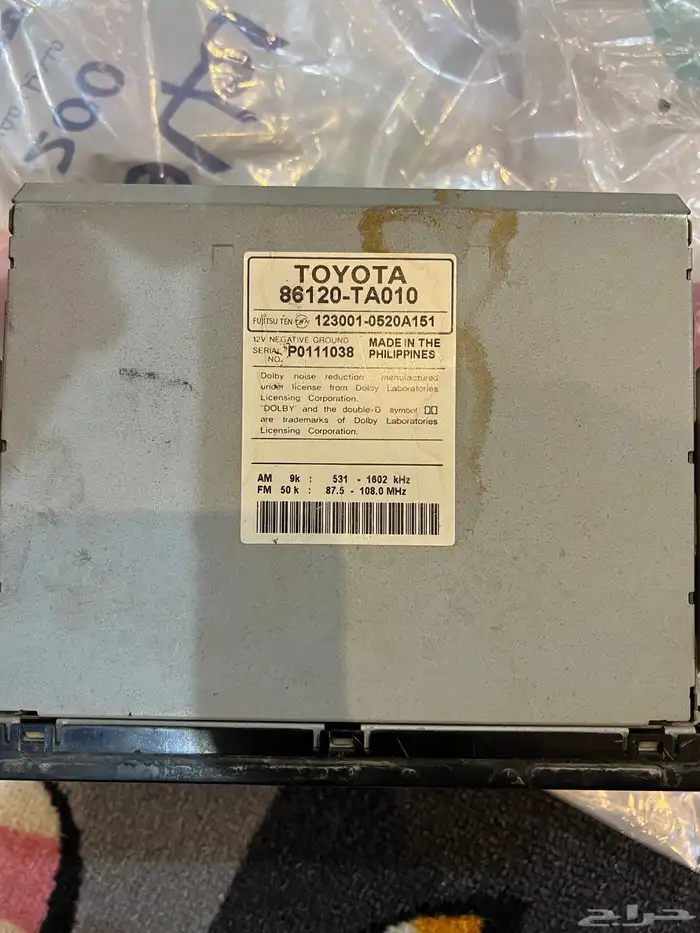 200
TOYOTA
86120-TA010
FUJITSU TEN 123001-0520A151
12V NEGATIVE GROUND
SERIAL NO. P0111038
MADE IN THE
PHILIPPINES
Dolby noise reduction manufactured
under license from Dolby Laboratories
Licensing Corporation.
"DOLBY" and the double-D symbol
are trademarks of Dolby Laboratories
Licensing Corporation.
AM 9k : 531 - 1602 kHz
FM 50 k : 87.5 - 108.0 MHz
حراج